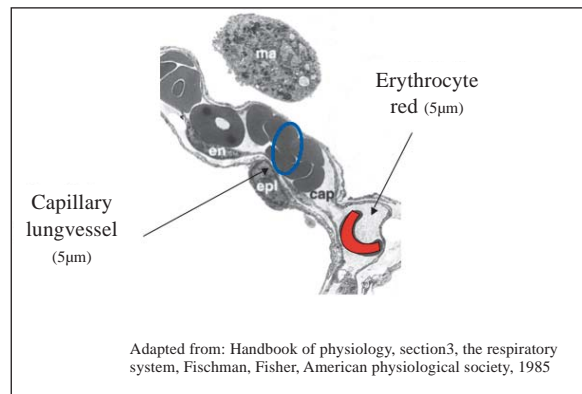 ma
Erythrocyte
red (5μm)
en
epl
cap
Capillary
lungvessel
(5μm)
Adapted from: Handbook of physiology, section3, the respiratory
system, Fischman, Fisher, American physiological society, 1985